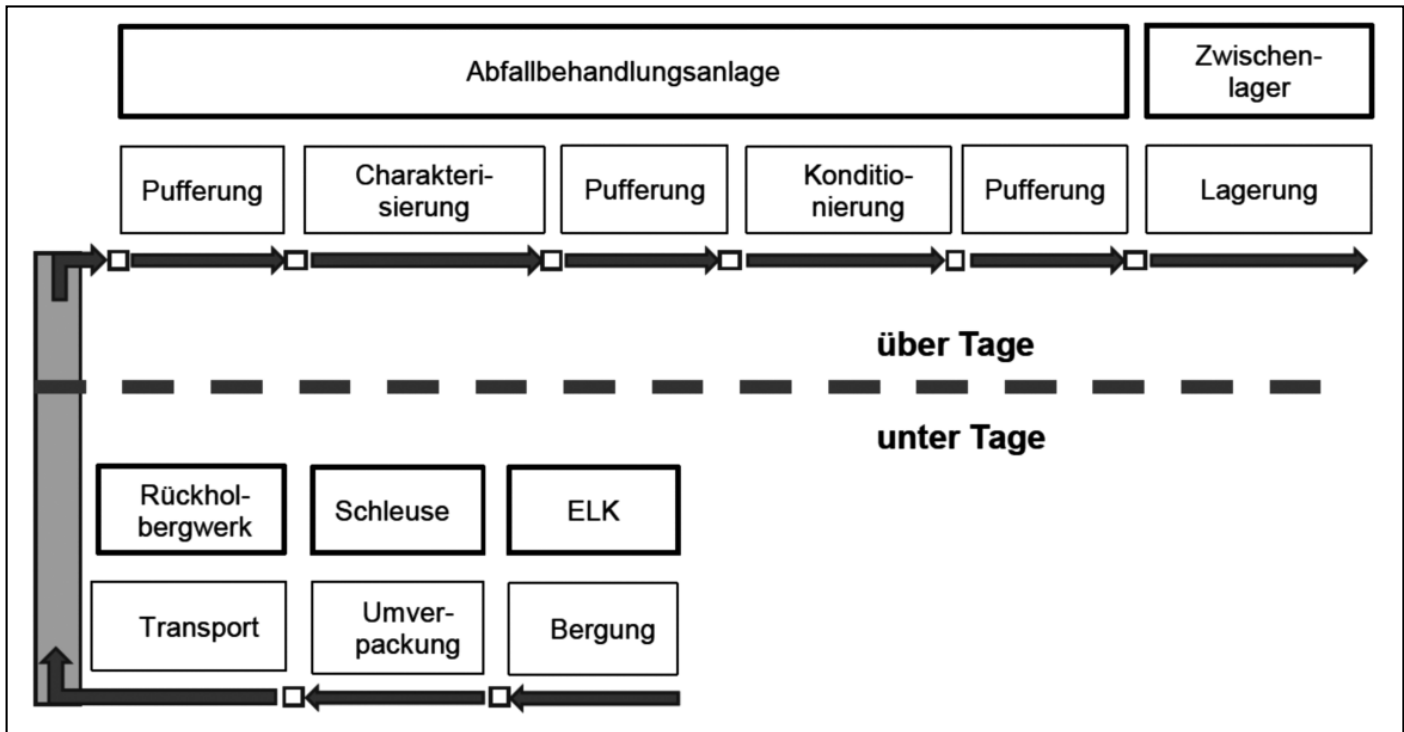 Abfallbehandlungsanlage
Zwischen-
lager
Pufferung
Charakteri-
sierung
Pufferung
Konditio-
nierung
Pufferung
Lagerung
über Tage
unter Tage
Rückhol-
bergwerk
Schleuse
ELK
Transport
Umver-
packung
Bergung